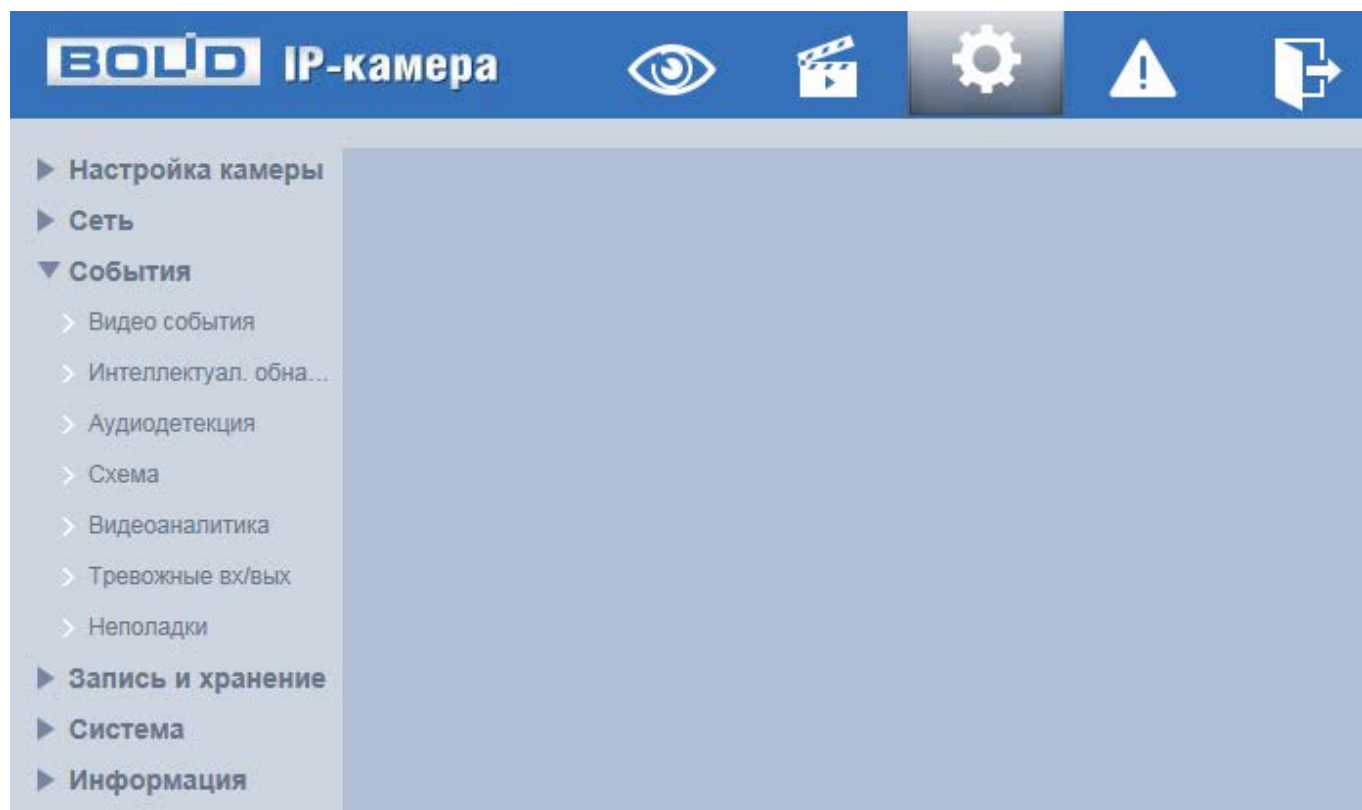 BOLID IP-камера
Настройка камеры
Сеть
События
Видео события
Интеллектуал. обна...
Аудиодетекция
Схема
Видеоаналитика
Тревожные вх/вых
Неполадки
Запись и хранение
Система
Информация